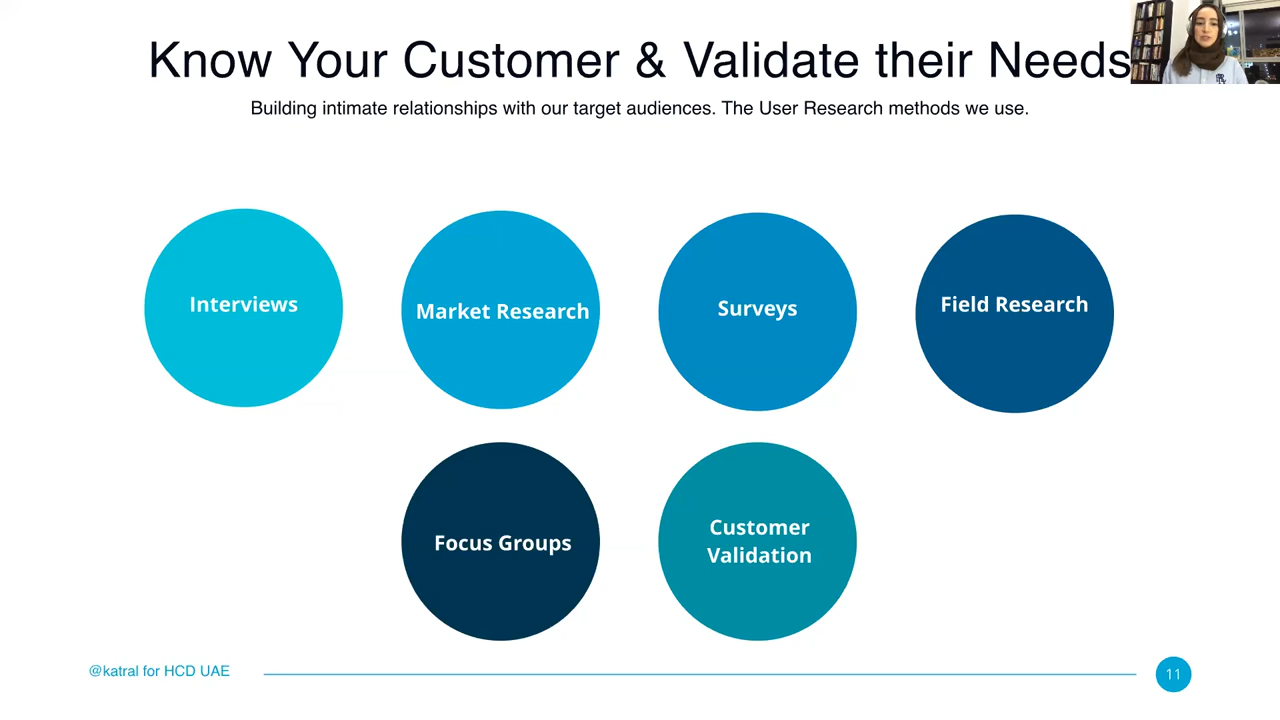 Know Your Customer & Validate their Needs
Building intimate relationships with our target audiences. The User Research methods we use.
Interviews
Market Research
Surveys
Field Research
Focus Groups
Customer
Validation
@katral for HCD UAE
11